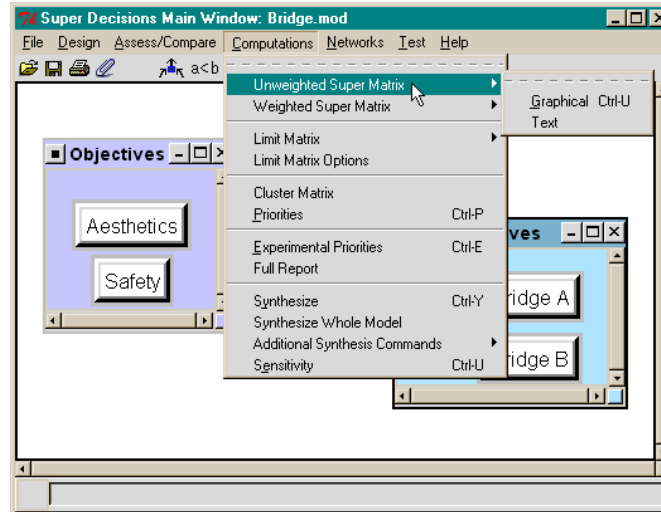 Super Decisions Main Window: Bridge.mod
File Design Assess/Compare Computations Networks Test Help
a<b
Unweighted Super Matrix
Weighted Super Matrix
Graphical Ctrl-U
Text
Limit Matrix
Limit Matrix Options
Cluster Matrix
Priorities Ctrl-P
Experimental Priorities Ctrl-E
Full Report
Synthesize Ctrl-Y
Synthesize Whole Model
Additional Synthesis Commands
Sensitivity Ctrl-U
Objectives
Aesthetics
Safety
ves
ridge A
ridge B